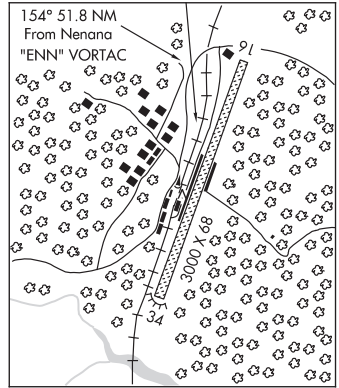 154° 51.8 NM
From Nenana
"ENN" VORTAC
16
3000 X 68
34